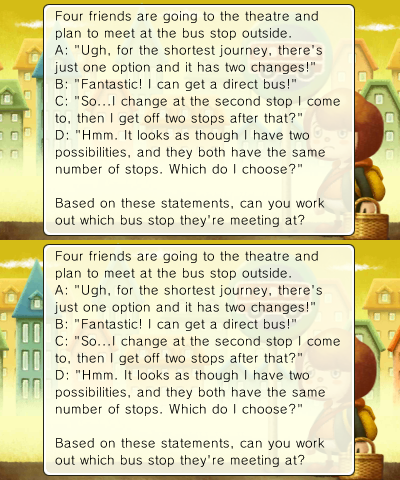 Four friends are going to the theatre and
plan to meet at the bus stop outside.
A: "Ugh, for the shortest journey, there's
just one option and it has two changes!"
B: "Fantastic! I can get a direct bus!"
C: "So...I change at the second stop I come
to, then I get off two stops after that?"
D: "Hmm. It looks as though I have two
possibilities, and they both have the same
number of stops. Which do I choose?"
Based on these statements, can you work
out which bus stop they're meeting at?
Four friends are going to the theatre and
plan to meet at the bus stop outside.
A: "Ugh, for the shortest journey, there's
just one option and it has two changes!"
B: "Fantastic! I can get a direct bus!"
C: "So...I change at the second stop I come
to, then I get off two stops after that?"
D: "Hmm. It looks as though I have two
possibilities, and they both have the same
number of stops. Which do I choose?"
Based on these statements, can you work
out which bus stop they're meeting at?